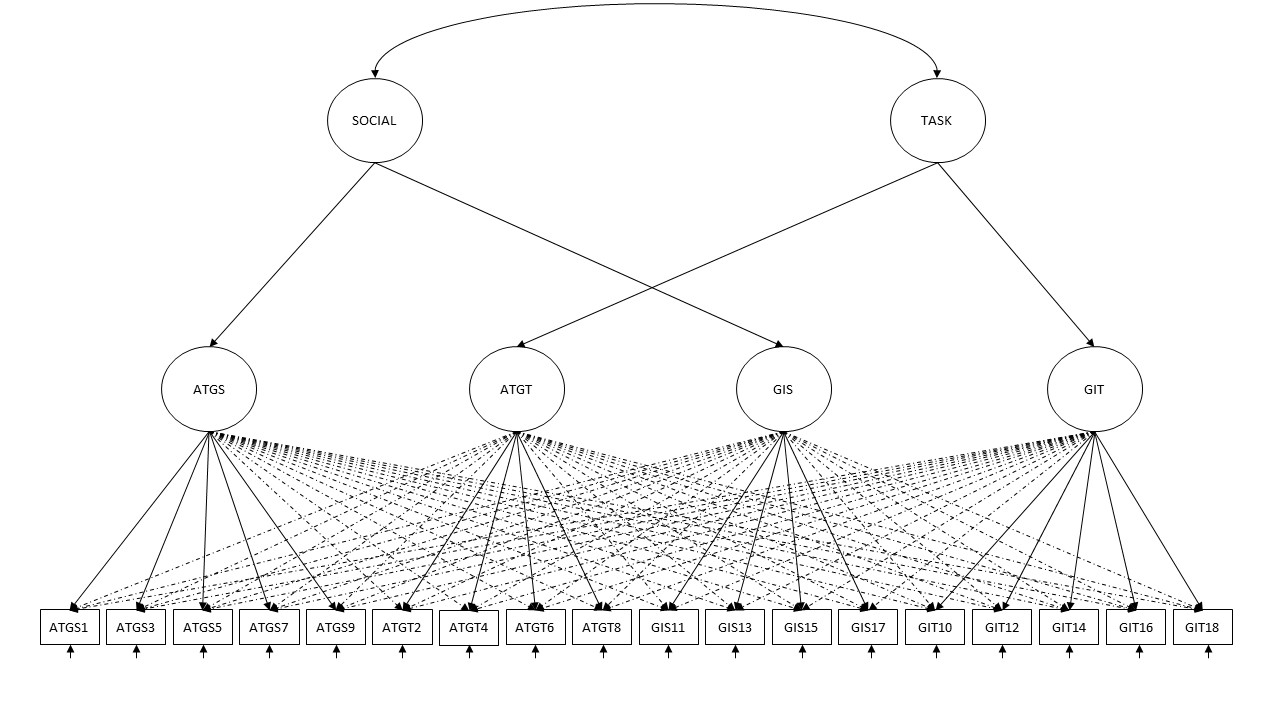 SOCIAL TASK
ATGS ATGT GIS GIT
ATGS1 ATGS3 ATGS5 ATGS7 ATGS9 ATGT2 ATGT4 ATGT6 ATGT8 GIS11 GIS13 GIS15 GIS17 GIT10 GIT12 GIT14 GIT16 GIT18